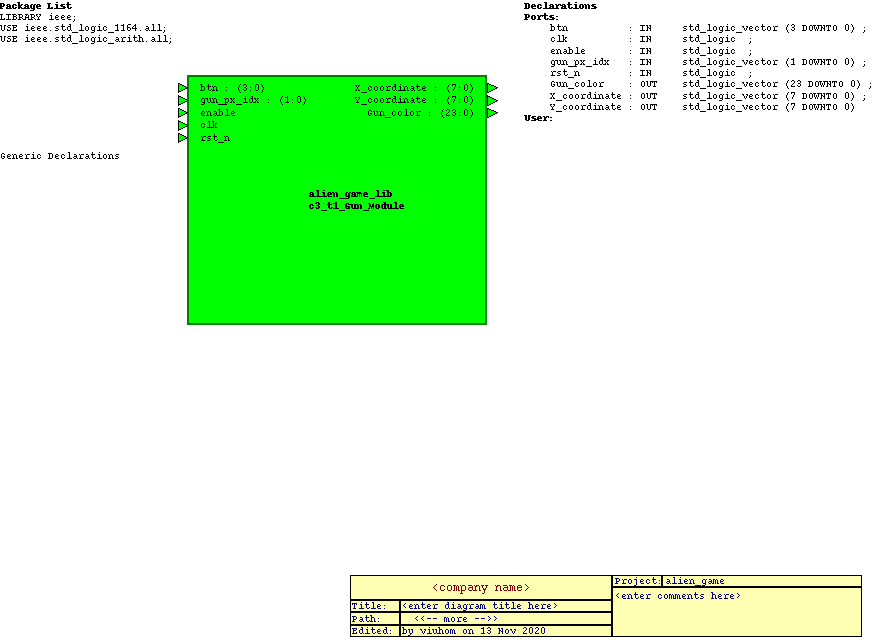 Package List
LIBRARY ieee;
USE ieee.std_logic_1164.all;
USE ieee.std_logic_arith.all;
Generic Declarations
btn : (3:0)
gun_px_idx : (1:0)
enable
clk
rst_n
X_coordinate : (7:0)
Y_coordinate : (7:0)
Gun_color : (23:0)
alien_game_lib
c3_t1_Gun_Module
Declarations
Ports:
btn : IN std_logic_vector (3 DOWNTO 0) ;
clk : IN std_logic ;
enable : IN std_logic ;
gun_px_idx : IN std_logic_vector (1 DOWNTO 0) ;
rst_n : IN std_logic ;
Gun_color : OUT std_logic_vector (23 DOWNTO 0) ;
X_coordinate : OUT std_logic_vector (7 DOWNTO 0) ;
Y_coordinate : OUT std_logic_vector (7 DOWNTO 0)
User:
<company name>
Title: <enter diagram title here>
Path: <<-- more -->>
Edited: by viuhom on 13 Nov 2020
Project: alien_game
<enter comments here>